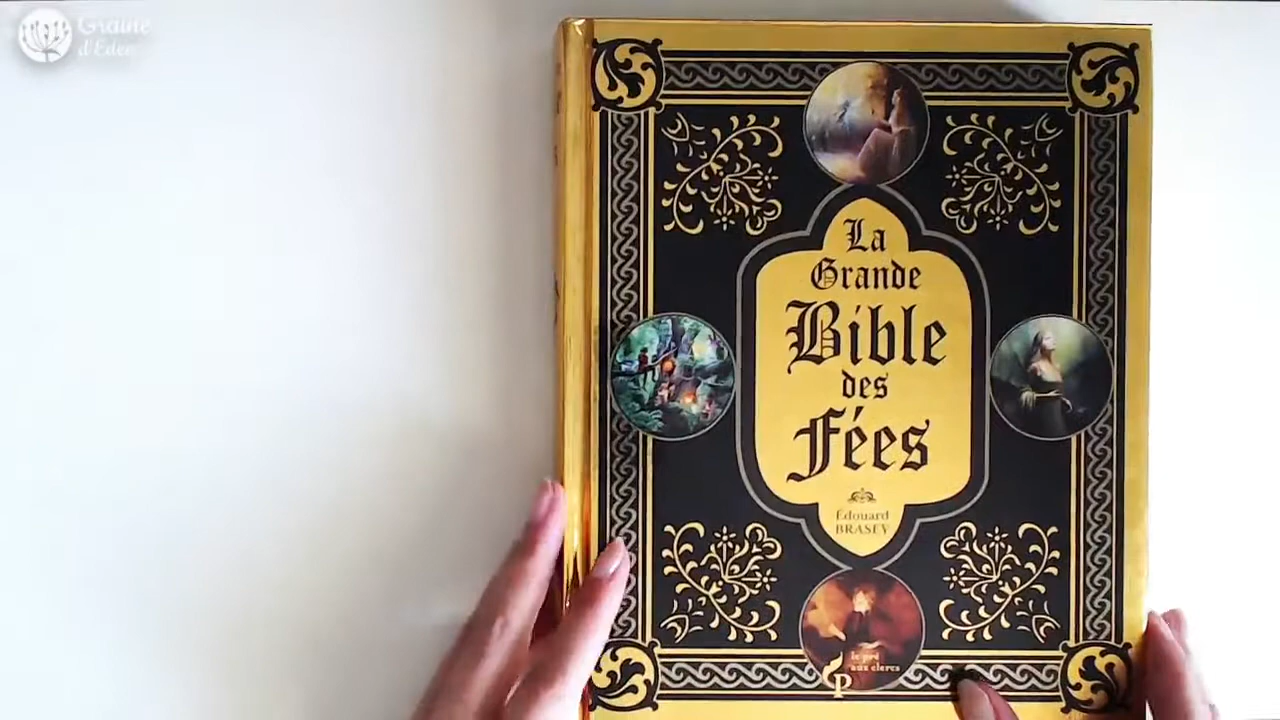 Graine
d'Eden
La
Grande
Bible
des
Fées
Édouard
BRASEY
le pré
aux clercs